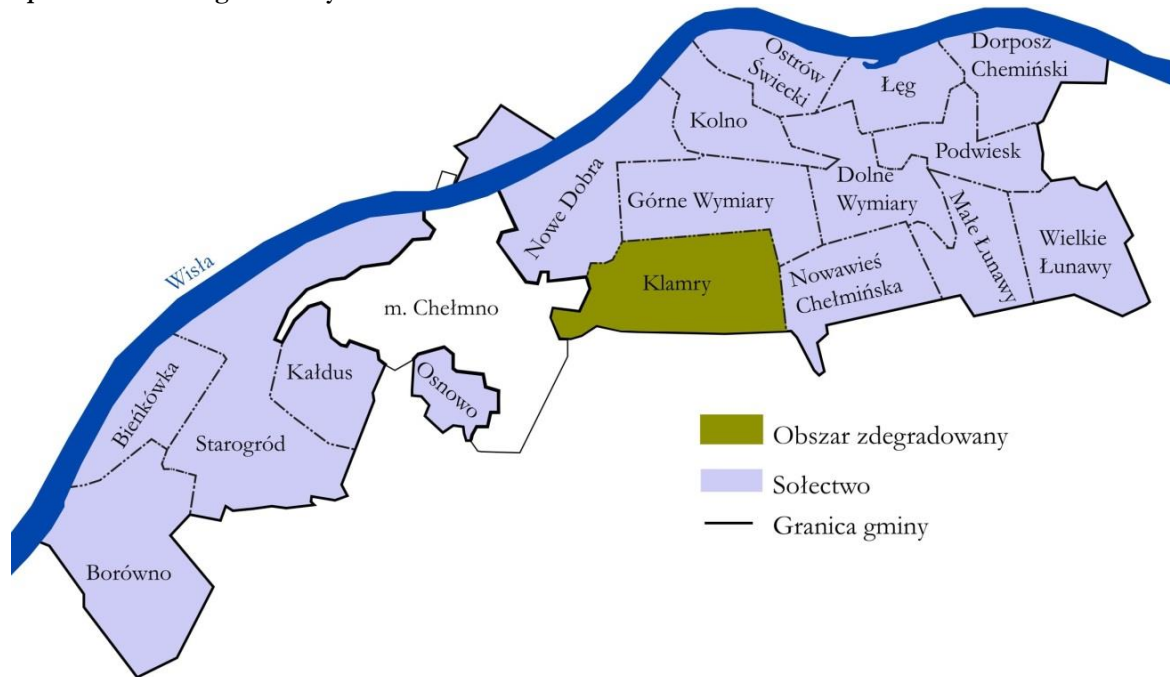 Ostrów
Świecki
Dorposz
Chemiński
Łęg
Kolno
Podwiesk
Dolne
Wymiary
Nowe Dobra
Górne Wymiary
Małe Łunawy
Wielkie
Łunawy
Wisła
Klamry
Nowawieś
Chełmińska
m. Chełmno
Kałdus
Osnowo
Bieńkówka
Starogród
Borówno
Obszar zdegradowany
Sołectwo
Granica gminy